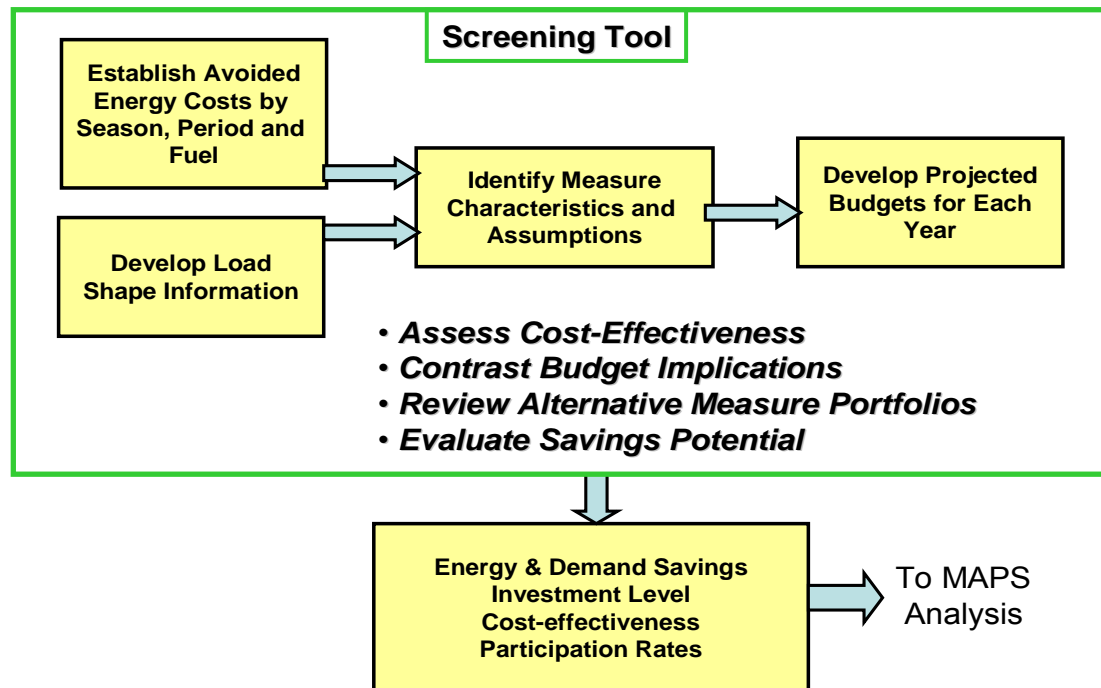 Screening Tool
Establish Avoided
Energy Costs by
Season, Period and
Fuel
Develop Load
Shape Information
Identify Measure
Characteristics and
Assumptions
Develop Projected
Budgets for Each
Year
• Assess Cost-Effectiveness
• Contrast Budget Implications
• Review Alternative Measure Portfolios
• Evaluate Savings Potential
Energy & Demand Savings
Investment Level
Cost-effectiveness
Participation Rates
To MAPS
Analysis